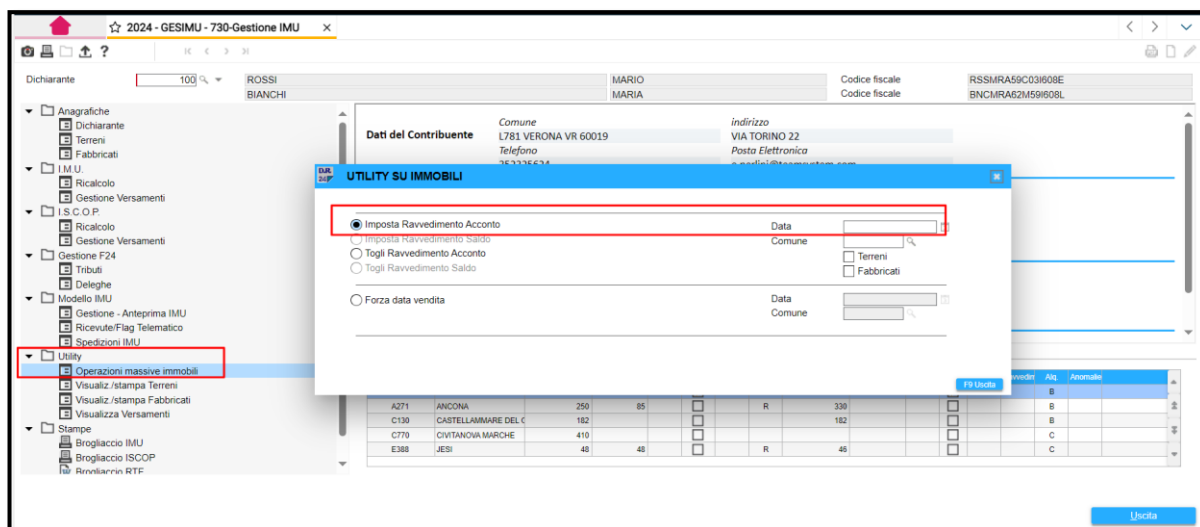 2024 - GESIMU - 730-Gestione IMU
Dichiarante 100 ROSSI MARIO Codice fiscale RSSMRA59C03I608E
BIANCHI MARIA Codice fiscale BNCMRA62M59I608L
Anagrafiche
Dichiarante
Terreni
Fabbricati
I.M.U.
Ricalcolo
Gestione Versamenti
I.S.C.O.P.
Ricalcolo
Gestione Versamenti
Gestione F24
Tributi
Deleghe
Modello IMU
Gestione - Anteprima IMU
Ricevute/Flag Telematico
Spedizioni IMU
Utility
Operazioni massive immobili
Visualiz./stampa Terreni
Visualiz./stampa Fabbricati
Visualizza Versamenti
Stampe
Brogliaccio IMU
Brogliaccio ISCOP
Brogliaccio RTF
Comune indirizzo
Dati del Contribuente L781 VERONA VR 60019 VIA TORINO 22
Telefono Posta Elettronica
UTILITY SU IMMOBILI
Imposta Ravvedimento Acconto Data
Imposta Ravvedimento Saldo Comune
Togli Ravvedimento Acconto Terreni
Togli Ravvedimento Saldo Fabbricati
Forza data vendita Data
Comune
F9 Uscita
Alq. Anomalie
B
A271 ANCONA 250 85 R 330 B
C130 CASTELLAMMARE DEL 182 182 B
C770 CIVITANOVA MARCHE 410 C
E388 JESI 48 48 R 46 C
Uscita